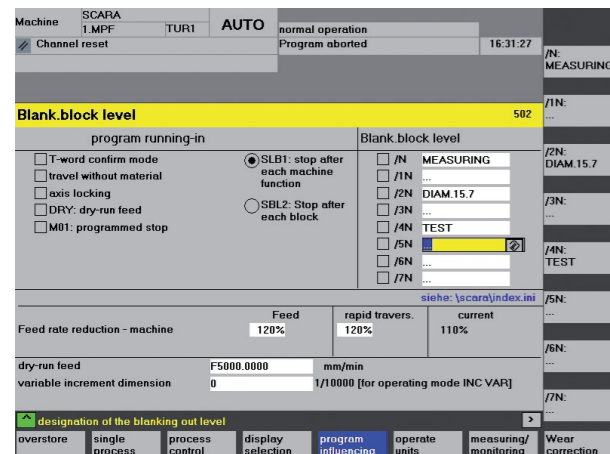 Machine SCARA
1.MPF TUR1 AUTO normal operation
Channel reset Program aborted 16:31:27
/N:
MEASURING
Blank.block level 502
/1N:
...
program running-in Blank.block level
T-word confirm mode SLB1: stop after /N MEASURING
travel without material each machine /1N ...
axis locking function /2N DIAM.15.7
DRY: dry-run feed SBL2: Stop after /3N ...
M01: programmed stop each block /4N TEST
/5N ...
/6N ...
/7N ...
/2N:
DIAM.15.7
/3N:
...
/4N:
TEST
siehe: \scara\index.ini
/5N:
...
Feed rapid travers. current
Feed rate reduction - machine 120% 120% 110%
/6N:
...
dry-run feed F5000.0000 mm/min
variable increment dimension 0 1/10000 [for operating mode INC VAR]
/7N:
...
^ designation of the blanking out level >
overstore single process display program operate measuring/ Wear
process control selection influencing units monitoring correction